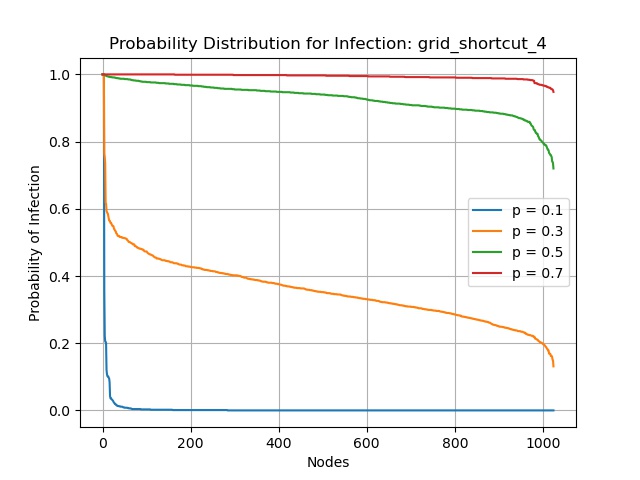 Probability Distribution for Infection: grid_shortcut_4
Probability of Infection
1.0
0.8
0.6
0.4
0.2
0.0
p = 0.1
p = 0.3
p = 0.5
p = 0.7
0
200
400
600
800
1000
Nodes